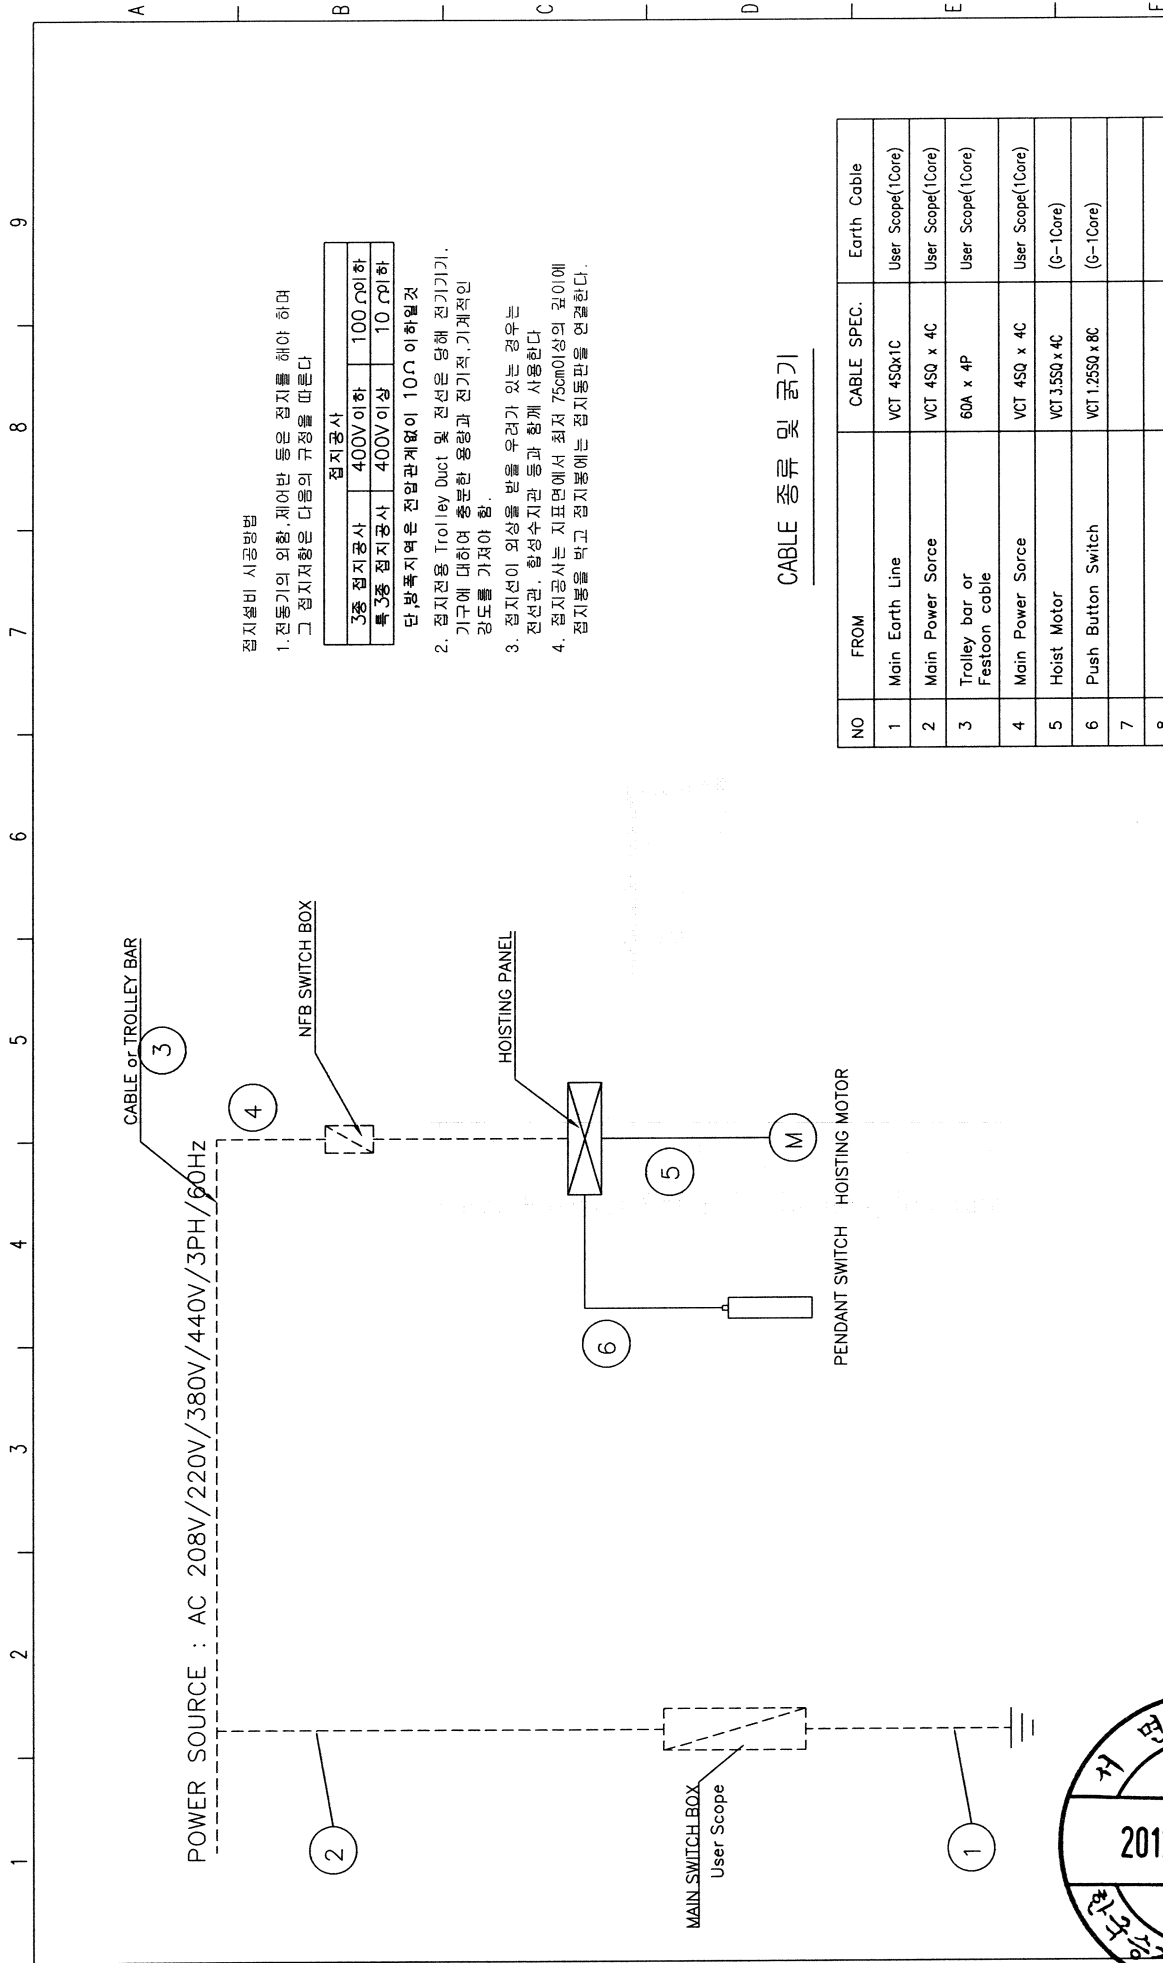 1
2
3
4
5
6
7
8
9
A
B
C
D
E
F
POWER SOURCE : AC 208V/220V/380V/440V/3PH/60Hz
CABLE or TROLLEY BAR
3
4
NFB SWITCH BOX
HOISTING PANEL
5
6
M
PENDANT SWITCH
HOISTING MOTOR
2
MAIN SWITCH BOX
User Scope
1
접지설비 시공방법
1.전동기의 외함,제어반 등은 접지를 해야 하며
그 접지저항은 다음의 규정을 따른다
접지공사
3종 접지공사 400V이하 100Ω이하
특3종 접지공사 400V이상 10Ω이하
단,방폭지역은 전압관계없이 10Ω이하일것
2. 접지전용 Trolley Duct 및 전선은 당해 전기기기.
기구에 대하여 충분한 용량과 전기적,기계적인
강도를 가져야 함.
3. 접지선이 외상을 받을 우려가 있는 경우는
전선관, 합성수지관 등과 함께 사용한다
4. 접지공사는 지표면에서 최저 75cm이상의 깊이에
접지봉을 박고 접지봉에는 접지동판을 연결한다.
CABLE 종류 및 굵기
NO FROM CABLE SPEC. Earth Cable
1 Main Earth Line VCT 4SQx1C User Scope(1Core)
2 Main Power Sorce VCT 4SQ x 4C User Scope(1Core)
3 Trolley bar or Festoon cable 60A x 4P User Scope(1Core)
4 Main Power Sorce VCT 4SQ x 4C User Scope(1Core)
5 Hoist Motor VCT 3.5SQ x 4C (G-1Core)
6 Push Button Switch VCT 1.25SQ x 8C (G-1Core)
7
8